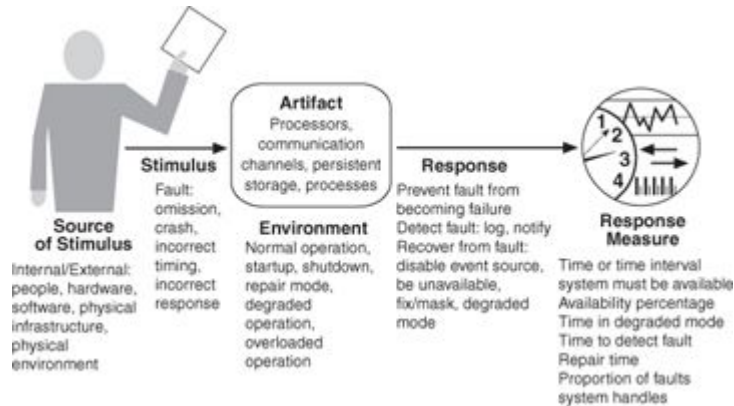 Source
of Stimulus
Internal/External:
people, hardware,
software, physical
infrastructure,
physical
environment
Stimulus
Fault:
omission,
crash,
incorrect
timing,
incorrect
response
Artifact
Processors,
communication
channels, persistent
storage, processes
Environment
Normal operation,
startup, shutdown,
repair mode,
degraded
operation,
overloaded
operation
Response
Prevent fault from
becoming failure
Detect fault: log, notify
Recover from fault:
disable event source,
be unavailable,
fix/mask, degraded
mode
1
2
3
4
Response
Measure
Time or time interval
system must be available
Availability percentage
Time in degraded mode
Time to detect fault
Repair time
Proportion of faults
system handles